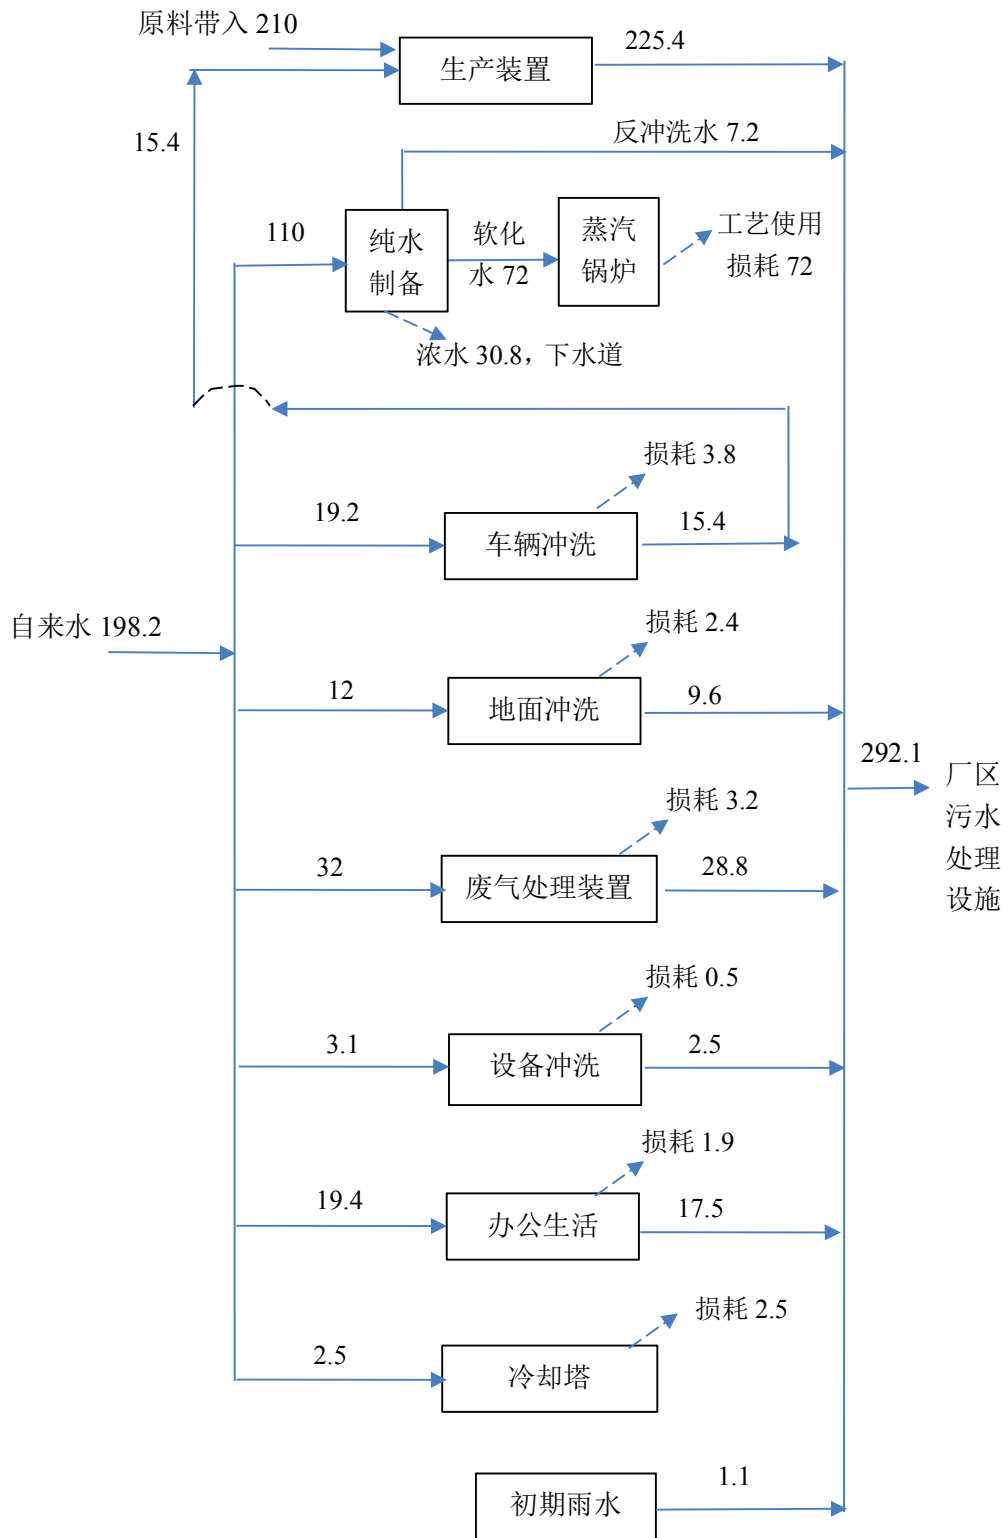 原料带入 210
生产装置
225.4
15.4
反冲洗水 7.2
110
纯水
制备
软化
水 72
蒸汽
锅炉
工艺使用
损耗 72
浓水 30.8，下水道
损耗 3.8
19.2
车辆冲洗
15.4
自来水 198.2
损耗 2.4
12
地面冲洗
9.6
292.1
厂区
污水
处理
设施
损耗 3.2
32
废气处理装置
28.8
损耗 0.5
3.1
设备冲洗
2.5
损耗 1.9
19.4
办公生活
17.5
损耗 2.5
2.5
冷却塔
初期雨水
1.1